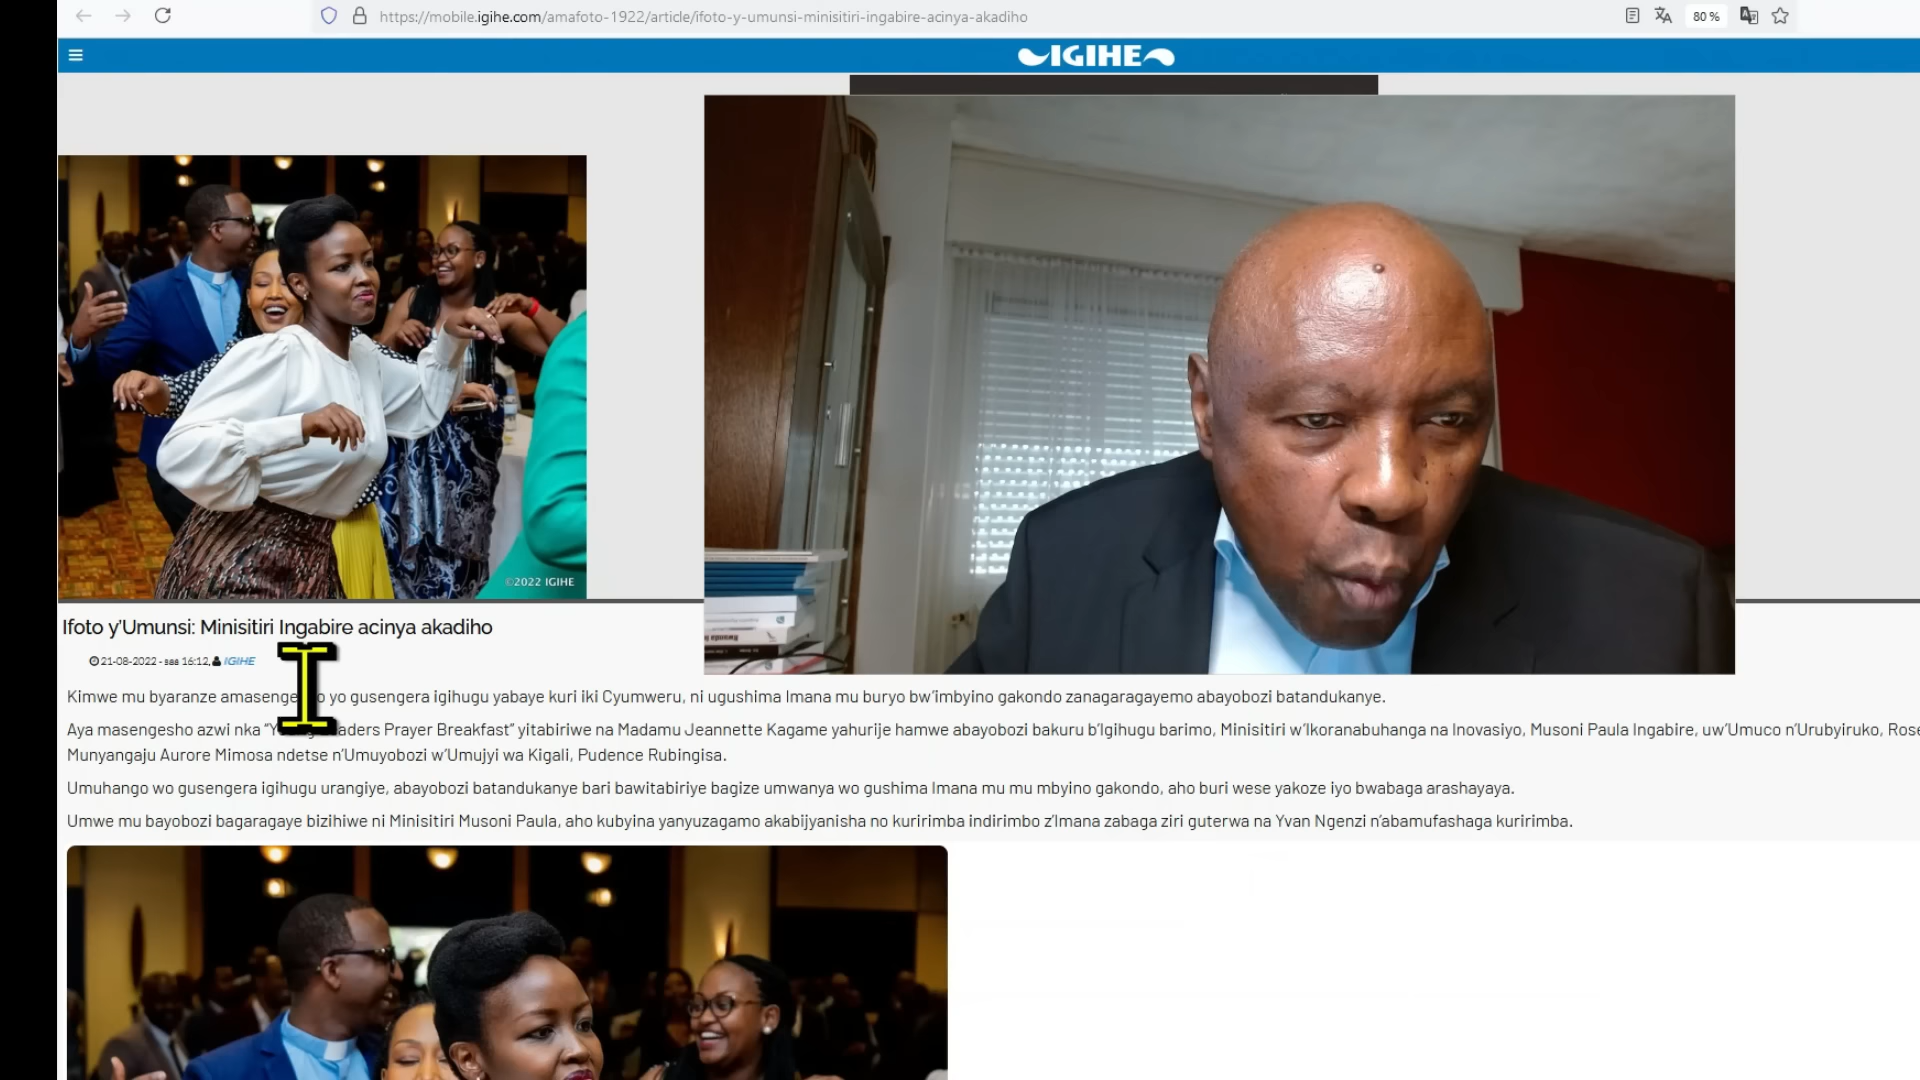 https://mobile.igihe.com/amafoto-1922/article/ifoto-y-umunsi-minisitiri-ingabire-acinya-akadiho
80 %
IGIHE
©2022 IGIHE
Ifoto y'Umunsi: Minisitiri Ingabire acinya akadiho
21-08-2022 - saa 16:12, IGIHE
Kimwe mu byaranze yo gusengera igihugu yabaye kuri iki Cyumweru, ni ugushima Imana mu buryo bw'imbyino gakondo zanagaragayemo abayobozi batandukanye.
Aya masengesho azwi nka Prayer Breakfast" yitabiriwe na Madamu Jeannette Kagame yahurije hamwe abayobozi bakuru b'Igihugu barimo, Minisitiri w'Ikoranabuhanga na Inovasiyo, Musoni Paula Ingabire, uw'Umuco n'Urubyiruko,
Munyangaju Aurore Mimosa ndetse n'Umuyobozi w'Umujyi wa Kigali, Pudence Rubingisa.
Umuhango wo gusengera igihugu urangiye, abayobozi batandukanye bari bawitabiriye bagize umwanya wo gushima Imana mu mu mbyino gakondo, aho buri wese yakoze iyo bwabaga arashayaya.
Umwe mu bayobozi bagaragaye bizihiwe ni Minisitiri Musoni Paula, aho kubyina yanyuzagamo akabijyanisha no kuririmba indirimbo z'Imana zabaga ziri guterwa na Yvan Ngenzi n'abamufashaga kuririmba.